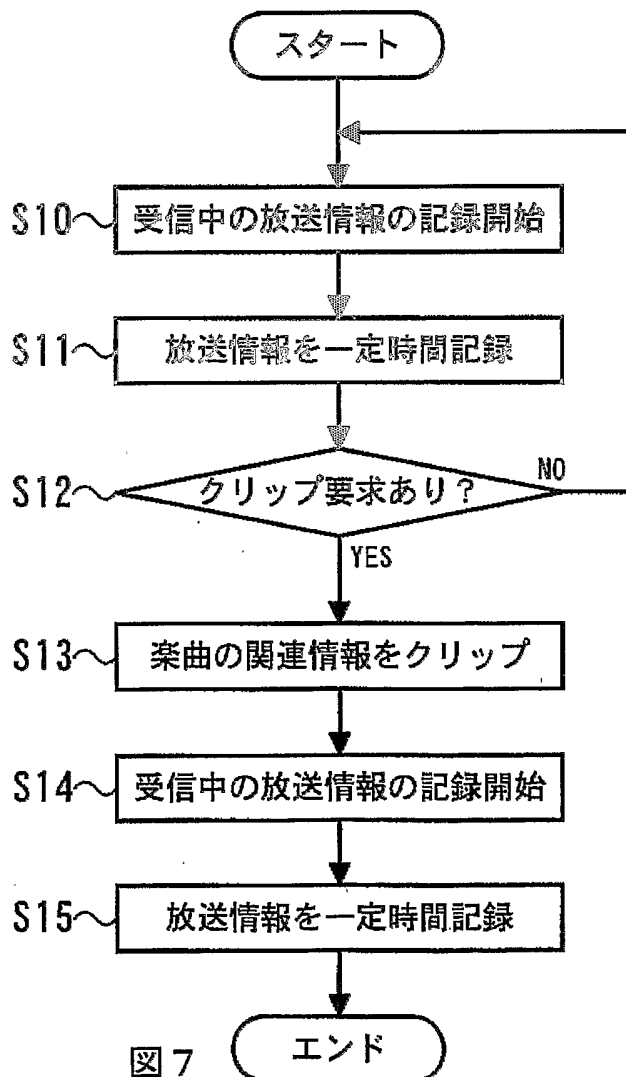 スタート
S10 受信中の放送情報の記録開始
S11 放送情報を一定時間記録
S12 クリップ要求あり？ NO
YES
S13 楽曲の関連情報をクリップ
S14 受信中の放送情報の記録開始
S15 放送情報を一定時間記録
エンド
図7